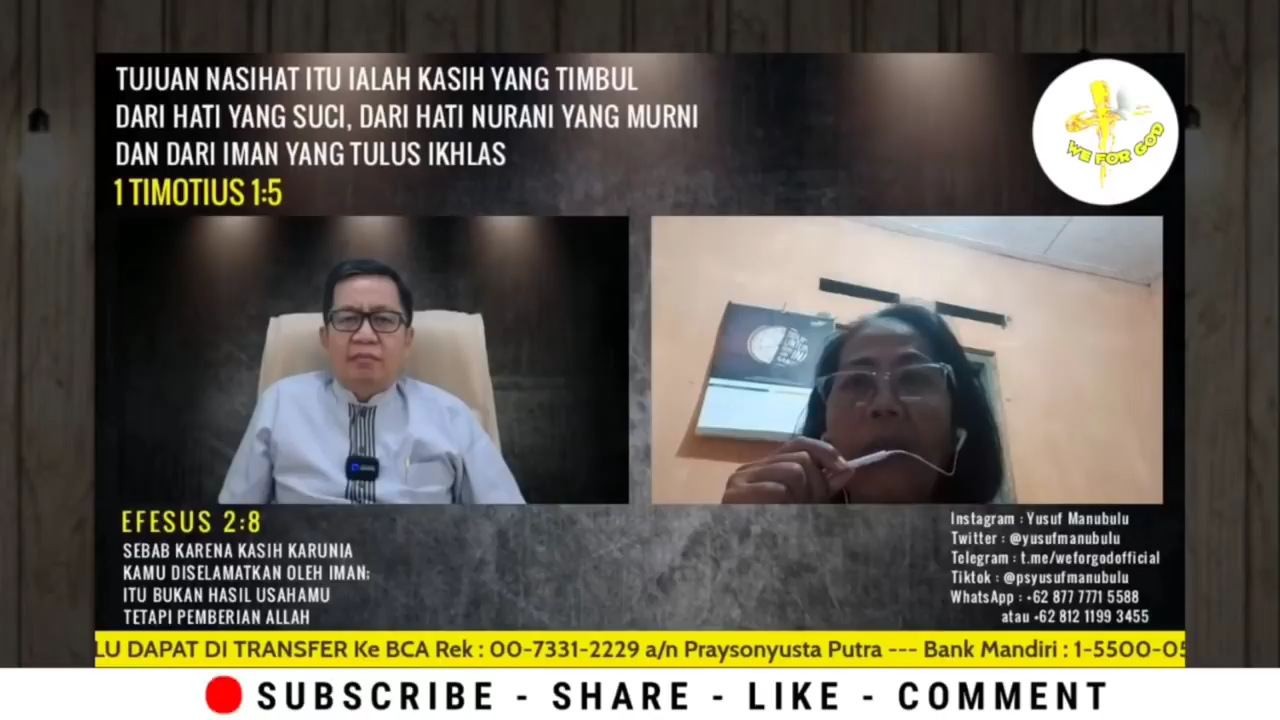 TUJUAN NASIHAT ITU IALAH KASIH YANG TIMBUL
DARI HATI YANG SUCI, DARI HATI NURANI YANG MURNI
DAN DARI IMAN YANG TULUS IKHLAS
1 TIMOTIUS 1:5
WE FOR GOD
EFESUS 2:8
SEBAB KARENA KASIH KARUNIA
KAMU DISELAMATKAN OLEH IMAN;
ITU BUKAN HASIL USAHAMU
TETAPI PEMBERIAN ALLAH
Instagram : Yusuf Manubulu
Twitter : @yusufmanubulu
Telegram : t.me/weforgodofficial
Tiktok : @psyusufmanubulu
WhatsApp : +62 877 7771 5588
atau +62 812 1199 3455
LU DAPAT DI TRANSFER Ke BCA Rek : 00-7331-2229 a/n Praysonyusta Putra --- Bank Mandiri : 1-5500-05
SUBSCRIBE - SHARE - LIKE - COMMENT